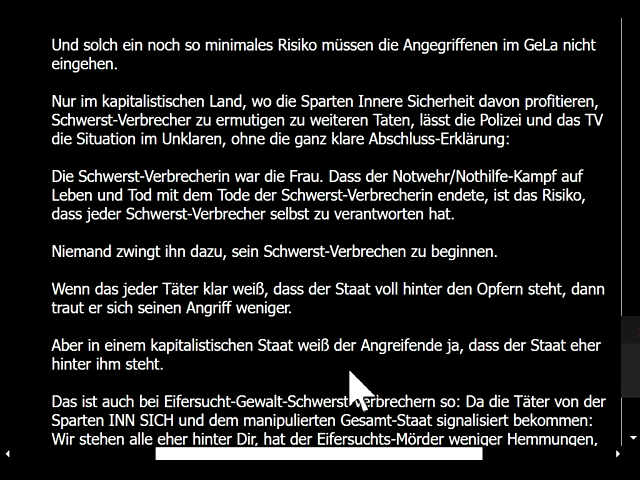 Und solch ein noch so minimales Risiko müssen die Angegriffenen im GeLa nicht
eingehen.
Nur im kapitalistischen Land, wo die Sparten Innere Sicherheit davon profitieren,
Schwerst-Verbrecher zu ermutigen zu weiteren Taten, lässt die Polizei und das TV
die Situation im Unklaren, ohne die ganz klare Abschluss-Erklärung:
Die Schwerst-Verbrecherin war die Frau. Dass der Notwehr/Nothilfe-Kampf auf
Leben und Tod mit dem Tode der Schwerst-Verbrecherin endete, ist das Risiko,
dass jeder Schwerst-Verbrecher selbst zu verantworten hat.
Niemand zwingt ihn dazu, sein Schwerst-Verbrechen zu beginnen.
Wenn das jeder Täter klar weiß, dass der Staat voll hinter den Opfern steht, dann
traut er sich seinen Angriff weniger.
Aber in einem kapitalistischen Staat weiß der Angreifende ja, dass der Staat eher
hinter ihm steht.
Das ist auch bei Eifersucht-Gewalt-Schwerst-Verbrechern so: Da die Täter von der
Sparten INN SICH und dem manipulierten Gesamt-Staat signalisiert bekommen:
Wir stehen alle eher hinter Dir, hat der Eifersuchts-Mörder weniger Hemmungen,